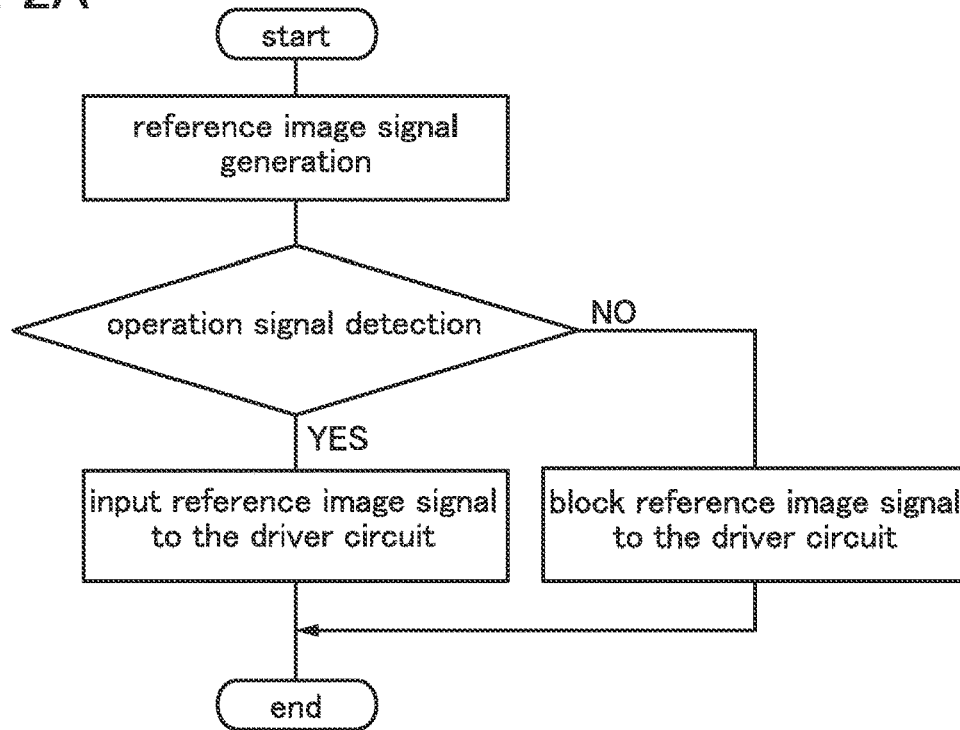 2A
start
reference image signal
generation
operation signal detection
NO
YES
input reference image signal
to the driver circuit
block reference image signal
to the driver circuit
end